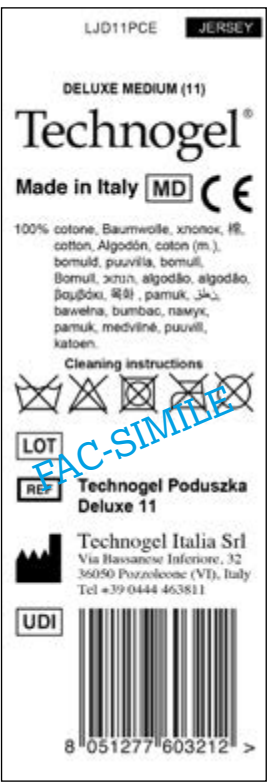 LJD11PCE JERSEY
DELUXE MEDIUM (11)
Technogel®
Made in Italy MD CE
100% cotone, Baumwolle, хлопок, 棉,
cotton, Algodón, coton (m.),
bomuld, puuvilla, bomull,
Bomull, algodão, algodão,
βαμβάκι, 목화, pamuk,
bawełna, bumbac, памук,
pamuk, medvilnė, puuvill,
katoen.
Cleaning instructions
LOT
FAC-SIMILE
REF Technogel Poduszka
Deluxe 11
Technogel Italia Srl
Via Bassanese Inferiore, 32
36050 Pozzoleone (VI), Italy
Tel +39 0444 463811
UDI
8 051277 603212 >